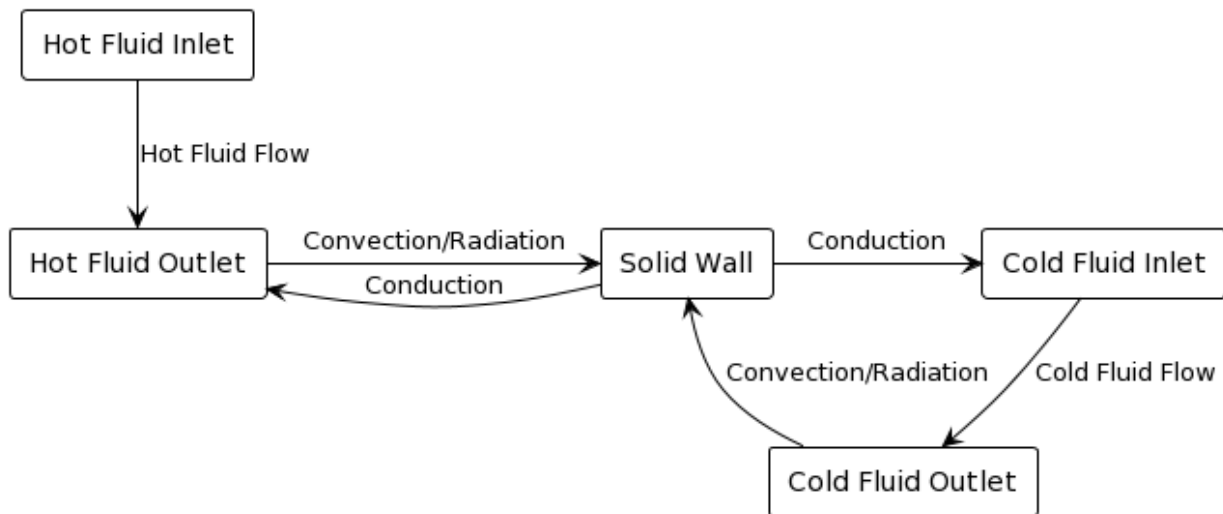 Hot Fluid Inlet
Hot Fluid Flow
Convection/Radiation
Conduction
Hot Fluid Outlet
Solid Wall
Cold Fluid Inlet
Conduction
Convection/Radiation
Cold Fluid Flow
Cold Fluid Outlet